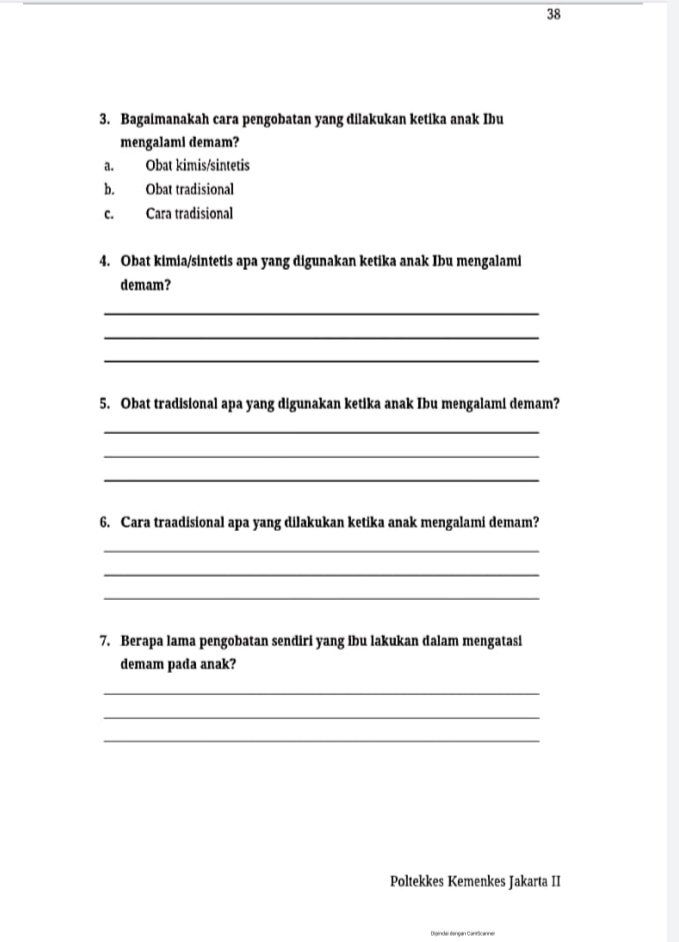 38
3. Bagaimanakah cara pengobatan yang dilakukan ketika anak Ibu
mengalami demam?
a. Obat kimis/sintetis
b. Obat tradisional
c. Cara tradisional
4. Obat kimia/sintetis apa yang digunakan ketika anak Ibu mengalami
demam?
5. Obat tradisional apa yang digunakan ketika anak Ibu mengalami demam?
6. Cara traadisional apa yang dilakukan ketika anak mengalami demam?
7. Berapa lama pengobatan sendiri yang ibu lakukan dalam mengatasi
demam pada anak?
Poltekkes Kemenkes Jakarta II
Dipindai dengan CamScanner